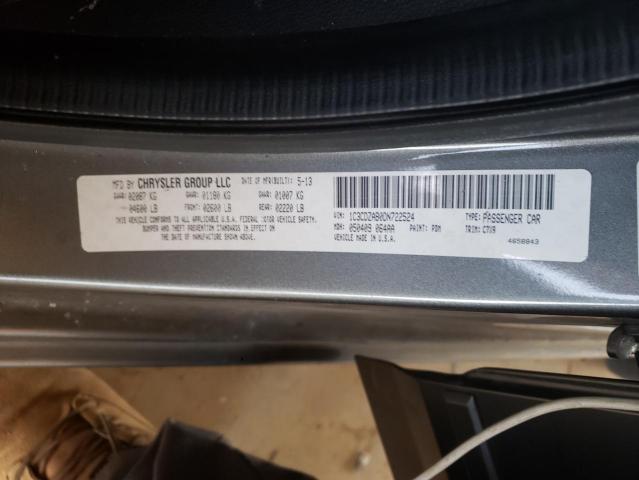 MFD BY CHRYSLER GROUP LLC DATE OF MFR(BUILT): 5-13
GVWR: 02087 KG GAWR: 01180 KG GAWR: 01007 KG
04600 LB FRONT: 02600 LB REAR: 02220 LB
THIS VEHICLE CONFORMS TO ALL APPLICABLE U.S.A. FEDERAL MOTOR VEHICLE SAFETY,
BUMPER AND THEFT PREVENTION STANDARDS IN EFFECT ON
THE DATE OF MANUFACTURE SHOWN ABOVE.
VIN: 1C3CDZAB0DN722524 TYPE: PASSENGER CAR
MDH: 050409 064AA PAINT: PDM TRIM: C7X9
VEHICLE MADE IN U.S.A. 4658843